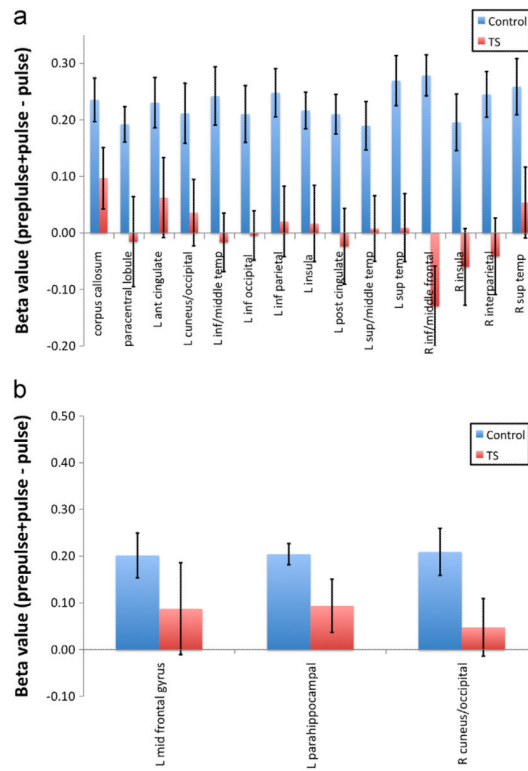 a
Control
TS
Beta value (preplulse+pulse - pulse)
0.30
0.20
0.10
0.00
-0.10
-0.20
corpus callosum
paracentral lobule
L ant cingulate
L cuneus/occipital
L inf/middle temp
L inf occipital
L inf parietal
L insula
L post cingulate
L sup/middle temp
L sup temp
R inf/middle frontal
R insula
R interparietal
R sup temp
b
Control
TS
Beta value (prepulse+pulse - pulse)
0.50
0.40
0.30
0.20
0.10
0.00
-0.10
L mid frontal gyrus
L parahippocampal
R cuneus/occipital